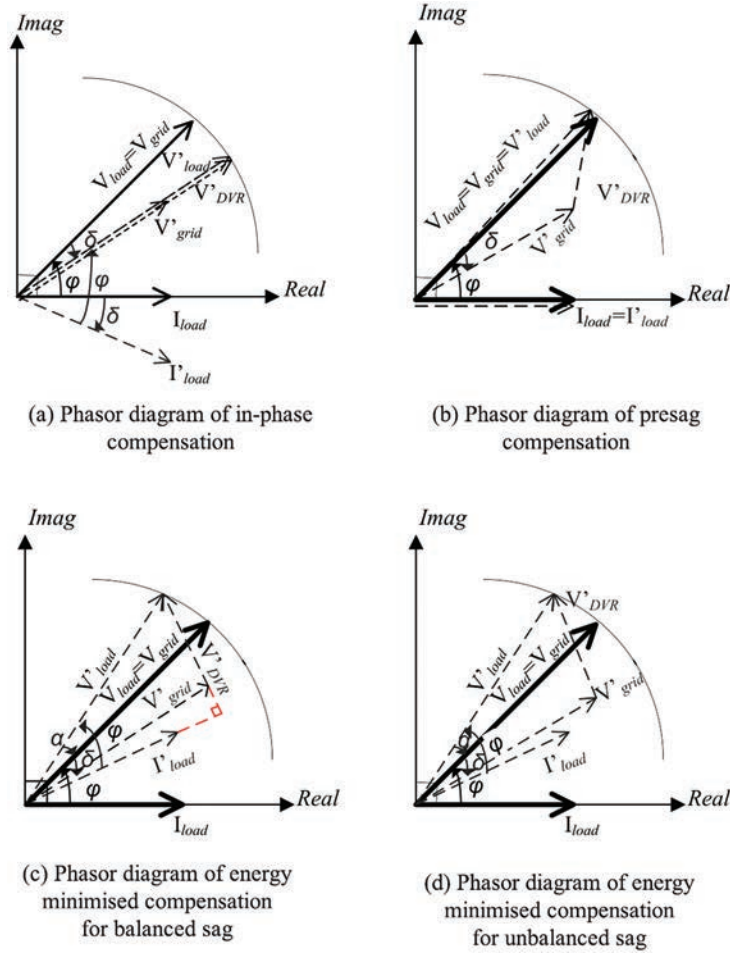 Imag
V_load=V_grid
V'_load
V'_DVR
V'_grid
δ
φ
φ
Real
δ
I_load
I'_load
(a) Phasor diagram of in-phase
compensation
Imag
V_load=V_grid=V'_load
V'_DVR
δ
V'_grid
φ
Real
I_load=I'_load
(b) Phasor diagram of presag
compensation
Imag
V'_load
V_load=V_grid
V'_DVR
V'_grid
α
φ
δ
I'_load
φ
Real
I_load
(c) Phasor diagram of energy
minimised compensation
for balanced sag
Imag
V'_DVR
V'_load
V_load=V_grid
V'_grid
φ
δ
I'_load
φ
Real
I_load
(d) Phasor diagram of energy
minimised compensation
for unbalanced sag